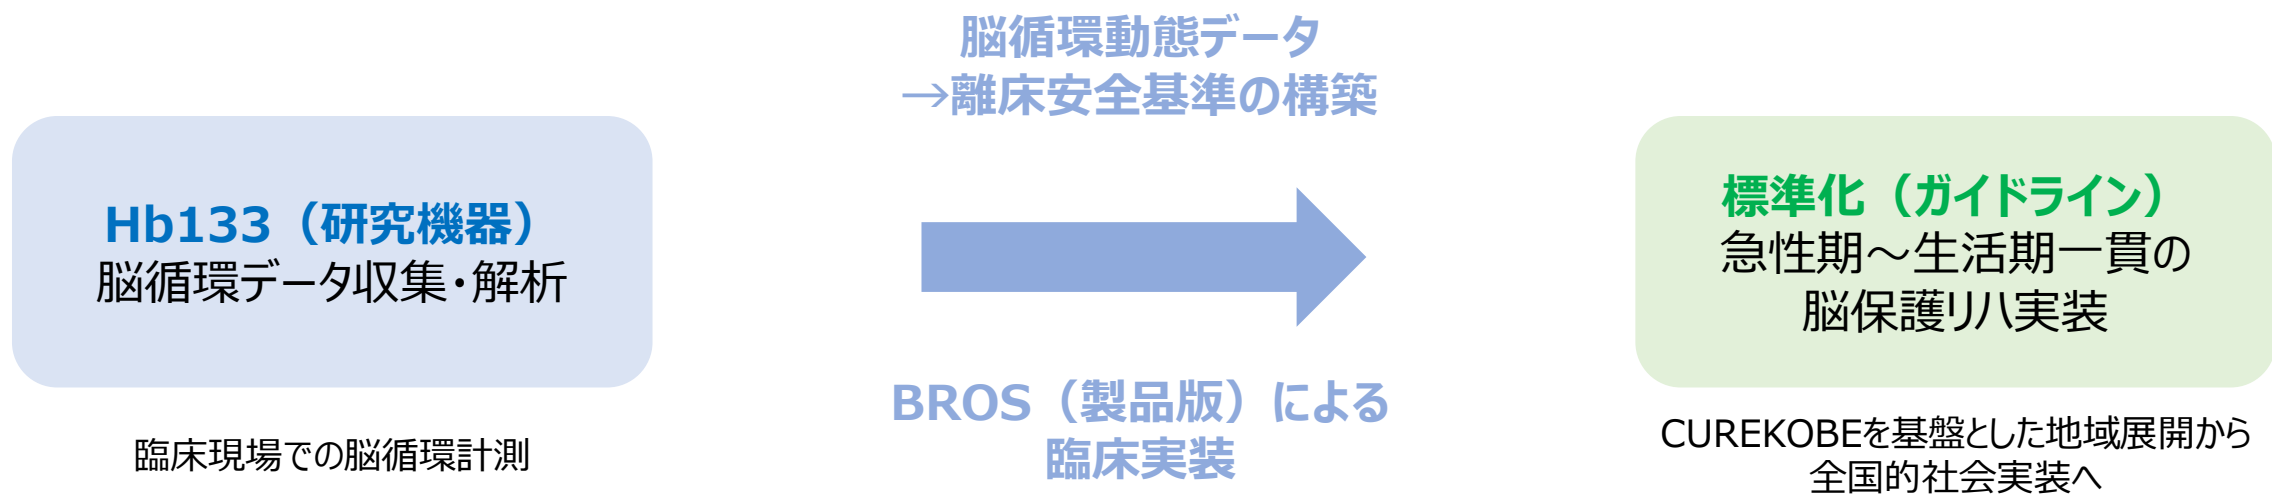 脳循環動態データ
→離床安全基準の構築
Hb133（研究機器）
脳循環データ収集・解析
臨床現場での脳循環計測
BROS（製品版）による
臨床実装
標準化（ガイドライン）
急性期～生活期一貫の
脳保護リハ実装
CUREKOBEを基盤とした地域展開から
全国的社会実装へ